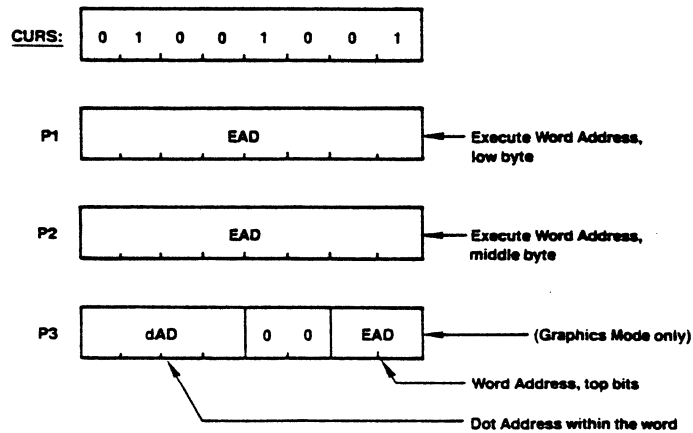 CURS: 0 1 0 0 1 0 0 1
P1 EAD Execute Word Address,
low byte
P2 EAD Execute Word Address,
middle byte
P3 dAD 0 0 EAD (Graphics Mode only)
Word Address, top bits
Dot Address within the word